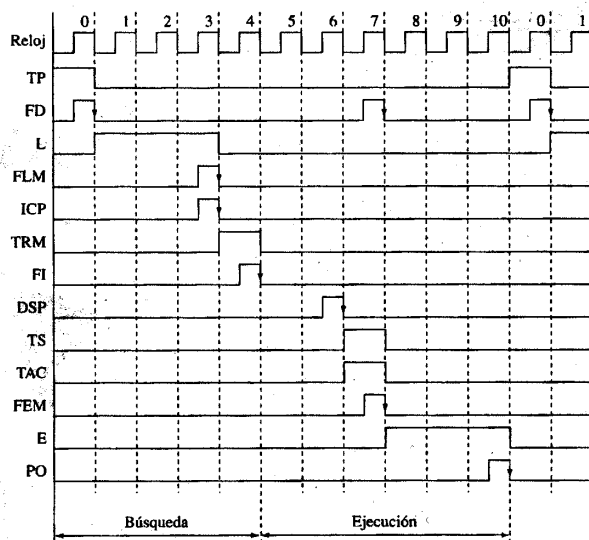 0 1 2 3 4 5 6 7 8 9 10 0 1
Reloj
TP
FD
L
FLM
ICP
TRM
FI
DSP
TS
TAC
FEM
E
PO
Búsqueda Ejecución